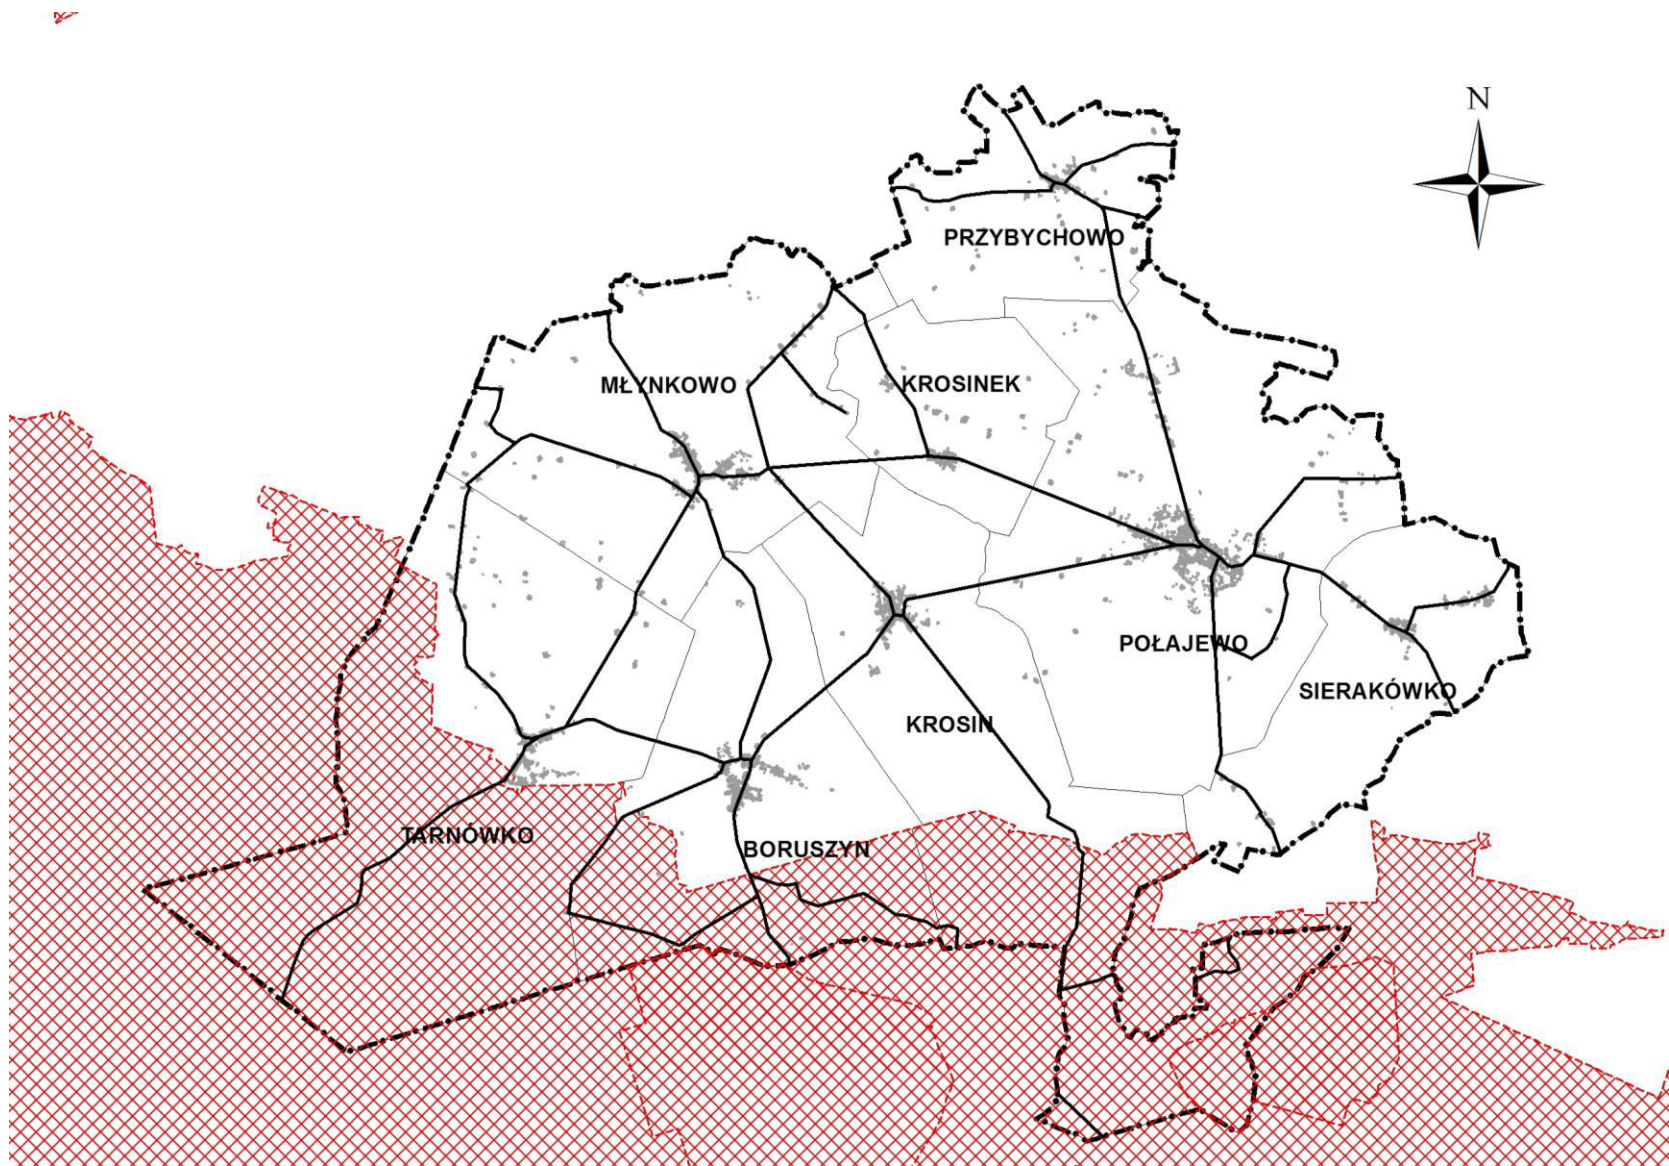 N
PRZYBYCHOWO
MŁYNKOWO
KROSINEK
POŁAJEWO
SIERAKÓWKO
KROSIN
TARNÓWKO
BORUSZYN